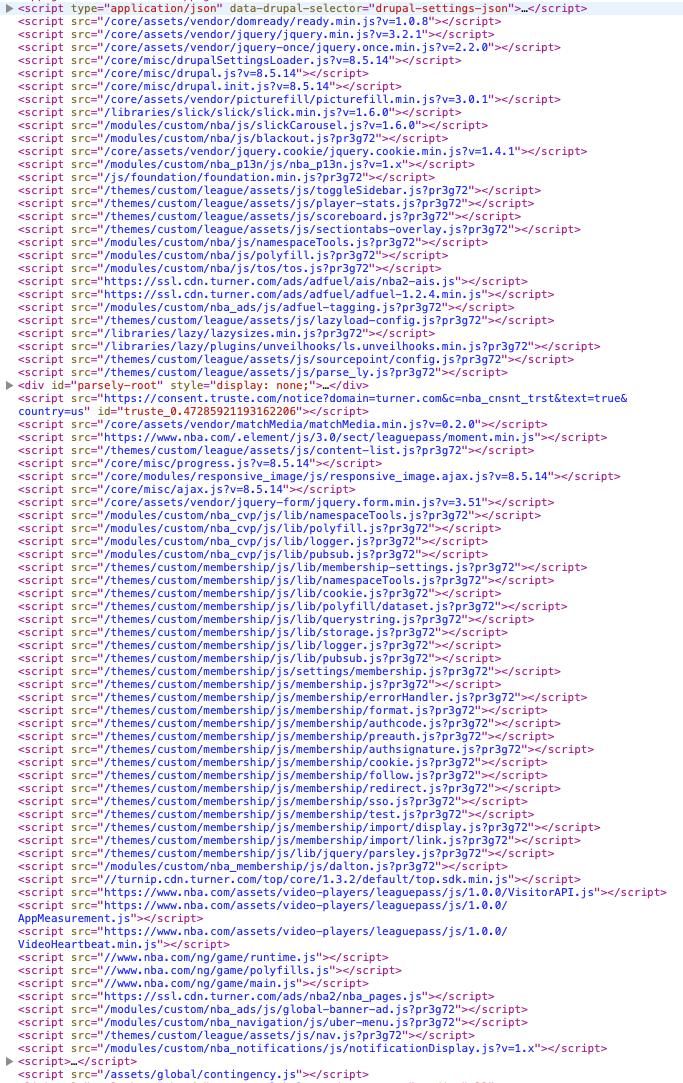 <script type="application/json" data-drupal-selector="drupal-settings-json">…</script>
<script src="/core/assets/vendor/domready/ready.min.js?v=1.0.8"></script>
<script src="/core/assets/vendor/jquery/jquery.min.js?v=3.2.1"></script>
<script src="/core/assets/vendor/jquery-once/jquery.once.min.js?v=2.2.0"></script>
<script src="/core/misc/drupalSettingsLoader.js?v=8.5.14"></script>
<script src="/core/misc/drupal.js?v=8.5.14"></script>
<script src="/core/misc/drupal.init.js?v=8.5.14"></script>
<script src="/core/assets/vendor/picturefill/picturefill.min.js?v=3.0.1"></script>
<script src="/libraries/slick/slick/slick.min.js?v=1.6.0"></script>
<script src="/modules/custom/nba/js/slickCarousel.js?v=1.6.0"></script>
<script src="/modules/custom/nba/js/blackout.js?pr3g72"></script>
<script src="/core/assets/vendor/jquery.cookie/jquery.cookie.min.js?v=1.4.1"></script>
<script src="/modules/custom/nba_p13n/js/nba_p13n.js?v=1.x"></script>
<script src="/js/foundation/foundation.min.js?pr3g72"></script>
<script src="/themes/custom/league/assets/js/toggleSidebar.js?pr3g72"></script>
<script src="/themes/custom/league/assets/js/player-stats.js?pr3g72"></script>
<script src="/themes/custom/league/assets/js/scoreboard.js?pr3g72"></script>
<script src="/themes/custom/league/assets/js/sectiontabs-overlay.js?pr3g72"></script>
<script src="/modules/custom/nba/js/namespaceTools.js?pr3g72"></script>
<script src="/modules/custom/nba/js/polyfill.js?pr3g72"></script>
<script src="/modules/custom/nba/js/tos/tos.js?pr3g72"></script>
<script src="https://ssl.cdn.turner.com/ads/adfuel/ais/nba2-ais.js"></script>
<script src="https://ssl.cdn.turner.com/ads/adfuel/adfuel-1.2.4.min.js"></script>
<script src="/modules/custom/nba_ads/js/adfuel-tagging.js?pr3g72"></script>
<script src="/themes/custom/league/assets/js/lazyload-config.js?pr3g72"></script>
<script src="/libraries/lazy/lazysizes.min.js?pr3g72"></script>
<script src="/libraries/lazy/plugins/unveilhooks/ls.unveilhooks.min.js?pr3g72"></script>
<script src="/themes/custom/league/assets/js/sourcepoint/config.js?pr3g72"></script>
<script src="/themes/custom/league/assets/js/parse_ly.js?pr3g72"></script>
<div id="parsely-root" style="display: none;">…</div>
<script src="https://consent.truste.com/notice?domain=turner.com&c=nba_cnsnt_trst&text=true&
country=us" id="truste_0.47285921193162206"></script>
<script src="/core/assets/vendor/matchMedia/matchMedia.min.js?v=0.2.0"></script>
<script src="https://www.nba.com/.element/js/3.0/sect/leaguepass/moment.min.js"></script>
<script src="/themes/custom/league/assets/js/content-list.js?pr3g72"></script>
<script src="/core/misc/progress.js?v=8.5.14"></script>
<script src="/core/modules/responsive_image/js/responsive_image.ajax.js?v=8.5.14"></script>
<script src="/core/misc/ajax.js?v=8.5.14"></script>
<script src="/core/assets/vendor/jquery-form/jquery.form.min.js?v=3.51"></script>
<script src="/modules/custom/nba_cvp/js/lib/namespaceTools.js?pr3g72"></script>
<script src="/modules/custom/nba_cvp/js/lib/polyfill.js?pr3g72"></script>
<script src="/modules/custom/nba_cvp/js/lib/logger.js?pr3g72"></script>
<script src="/modules/custom/nba_cvp/js/lib/pubsub.js?pr3g72"></script>
<script src="/themes/custom/membership/js/lib/membership-settings.js?pr3g72"></script>
<script src="/themes/custom/membership/js/lib/namespaceTools.js?pr3g72"></script>
<script src="/themes/custom/membership/js/lib/cookie.js?pr3g72"></script>
<script src="/themes/custom/membership/js/lib/polyfill/dataset.js?pr3g72"></script>
<script src="/themes/custom/membership/js/lib/querystring.js?pr3g72"></script>
<script src="/themes/custom/membership/js/lib/storage.js?pr3g72"></script>
<script src="/themes/custom/membership/js/lib/logger.js?pr3g72"></script>
<script src="/themes/custom/membership/js/lib/pubsub.js?pr3g72"></script>
<script src="/themes/custom/membership/js/settings/membership.js?pr3g72"></script>
<script src="/themes/custom/membership/js/membership.js?pr3g72"></script>
<script src="/themes/custom/membership/js/membership/errorHandler.js?pr3g72"></script>
<script src="/themes/custom/membership/js/membership/format.js?pr3g72"></script>
<script src="/themes/custom/membership/js/membership/authcode.js?pr3g72"></script>
<script src="/themes/custom/membership/js/membership/preauth.js?pr3g72"></script>
<script src="/themes/custom/membership/js/membership/authsignature.js?pr3g72"></script>
<script src="/themes/custom/membership/js/membership/cookie.js?pr3g72"></script>
<script src="/themes/custom/membership/js/membership/follow.js?pr3g72"></script>
<script src="/themes/custom/membership/js/membership/redirect.js?pr3g72"></script>
<script src="/themes/custom/membership/js/membership/sso.js?pr3g72"></script>
<script src="/themes/custom/membership/js/membership/test.js?pr3g72"></script>
<script src="/themes/custom/membership/js/membership/import/display.js?pr3g72"></script>
<script src="/themes/custom/membership/js/membership/import/link.js?pr3g72"></script>
<script src="/themes/custom/membership/js/lib/jquery/parsley.js?pr3g72"></script>
<script src="/modules/custom/nba_membership/js/dalton.js?pr3g72"></script>
<script src="//turnip.cdn.turner.com/top/core/1.3.2/default/top.sdk.min.js"></script>
<script src="https://www.nba.com/assets/video-players/leaguepass/js/1.0.0/VisitorAPI.js"></script>
<script src="https://www.nba.com/assets/video-players/leaguepass/js/1.0.0/
AppMeasurement.js"></script>
<script src="https://www.nba.com/assets/video-players/leaguepass/js/1.0.0/
VideoHeartbeat.min.js"></script>
<script src="//www.nba.com/ng/game/runtime.js"></script>
<script src="//www.nba.com/ng/game/polyfills.js"></script>
<script src="//www.nba.com/ng/game/main.js"></script>
<script src="https://ssl.cdn.turner.com/ads/nba2/nba_pages.js"></script>
<script src="/modules/custom/nba_ads/js/global-banner-ad.js?pr3g72"></script>
<script src="/modules/custom/nba_navigation/js/uber-menu.js?pr3g72"></script>
<script src="/themes/custom/league/assets/js/nav.js?pr3g72"></script>
<script src="/modules/custom/nba_notifications/js/notificationDisplay.js?v=1.x"></script>
<script>…</script>
<script src="/assets/global/contingency.js"></script>